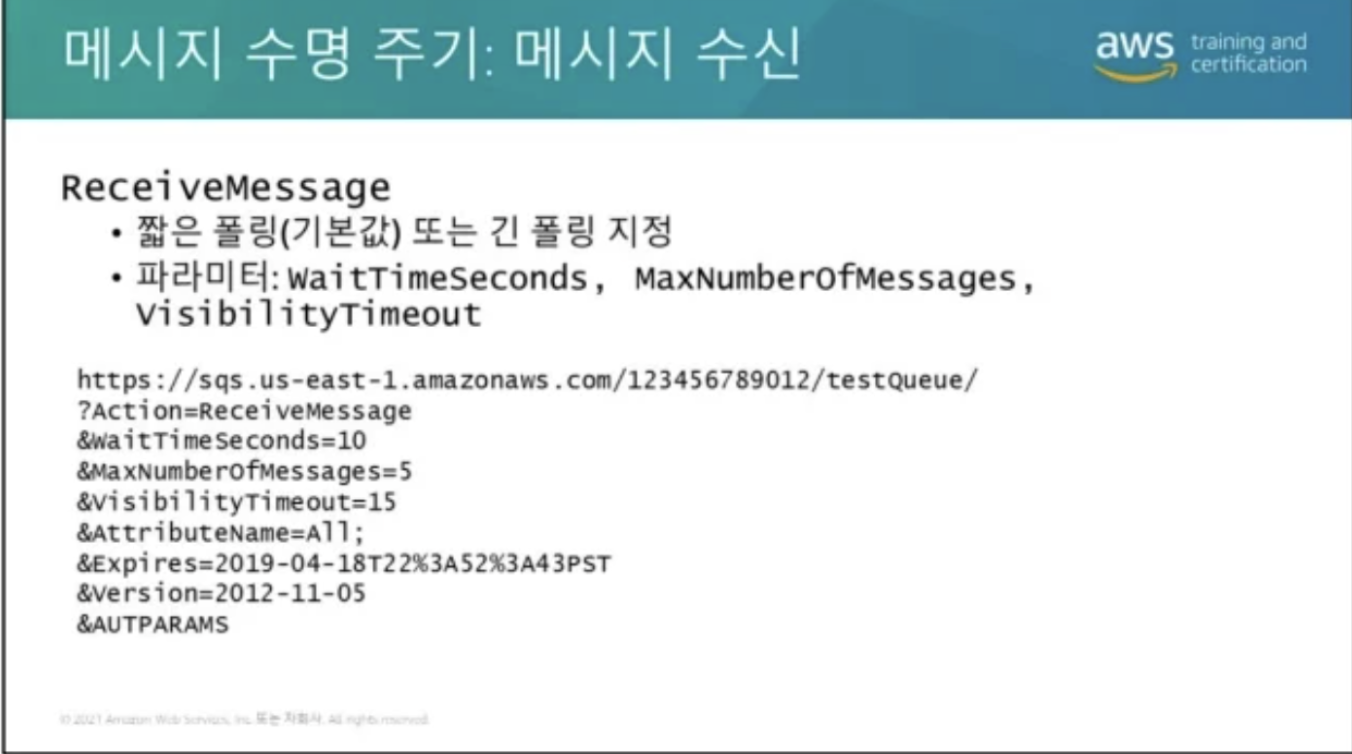 메시지 수명 주기: 메시지 수신
aws training and
certification
ReceiveMessage
• 짧은 폴링(기본값) 또는 긴 폴링 지정
• 파라미터: WaitTimeSeconds, MaxNumberOfMessages,
VisibilityTimeout
https://sqs.us-east-1.amazonaws.com/123456789012/testQueue/
?Action=ReceiveMessage
&WaitTimeSeconds=10
&MaxNumberOfMessages=5
&VisibilityTimeout=15
&AttributeName=All;
&Expires=2019-04-18T22%3A52%3A43PST
&Version=2012-11-05
&AUTPARAMS
© 2021 Amazon Web Services, Inc. 또는 자회사. All rights reserved.